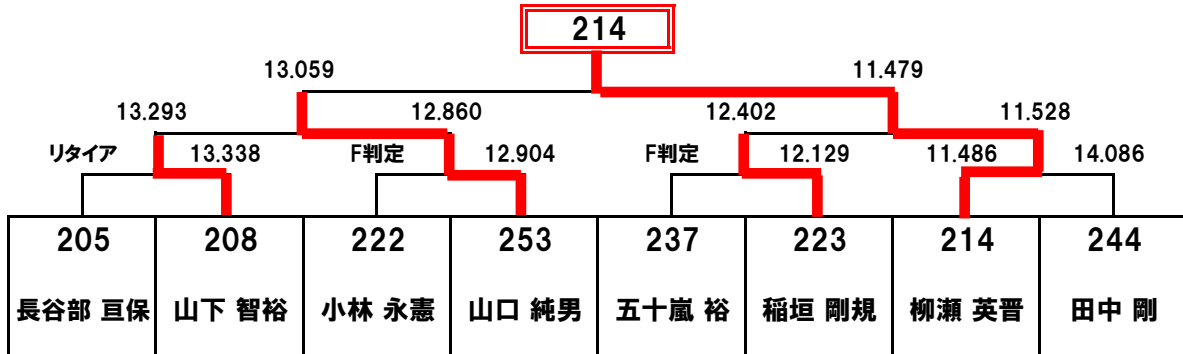 214
13.059 11.479
13.293 12.860 12.402 11.528
リタイア 13.338 F判定 12.904 F判定 12.129 11.486 14.086
205 208 222 253 237 223 214 244
長谷部 亘保 山下 智裕 小林 永憲 山口 純男 五十嵐 裕 稲垣 剛規 柳瀬 英晋 田中 剛